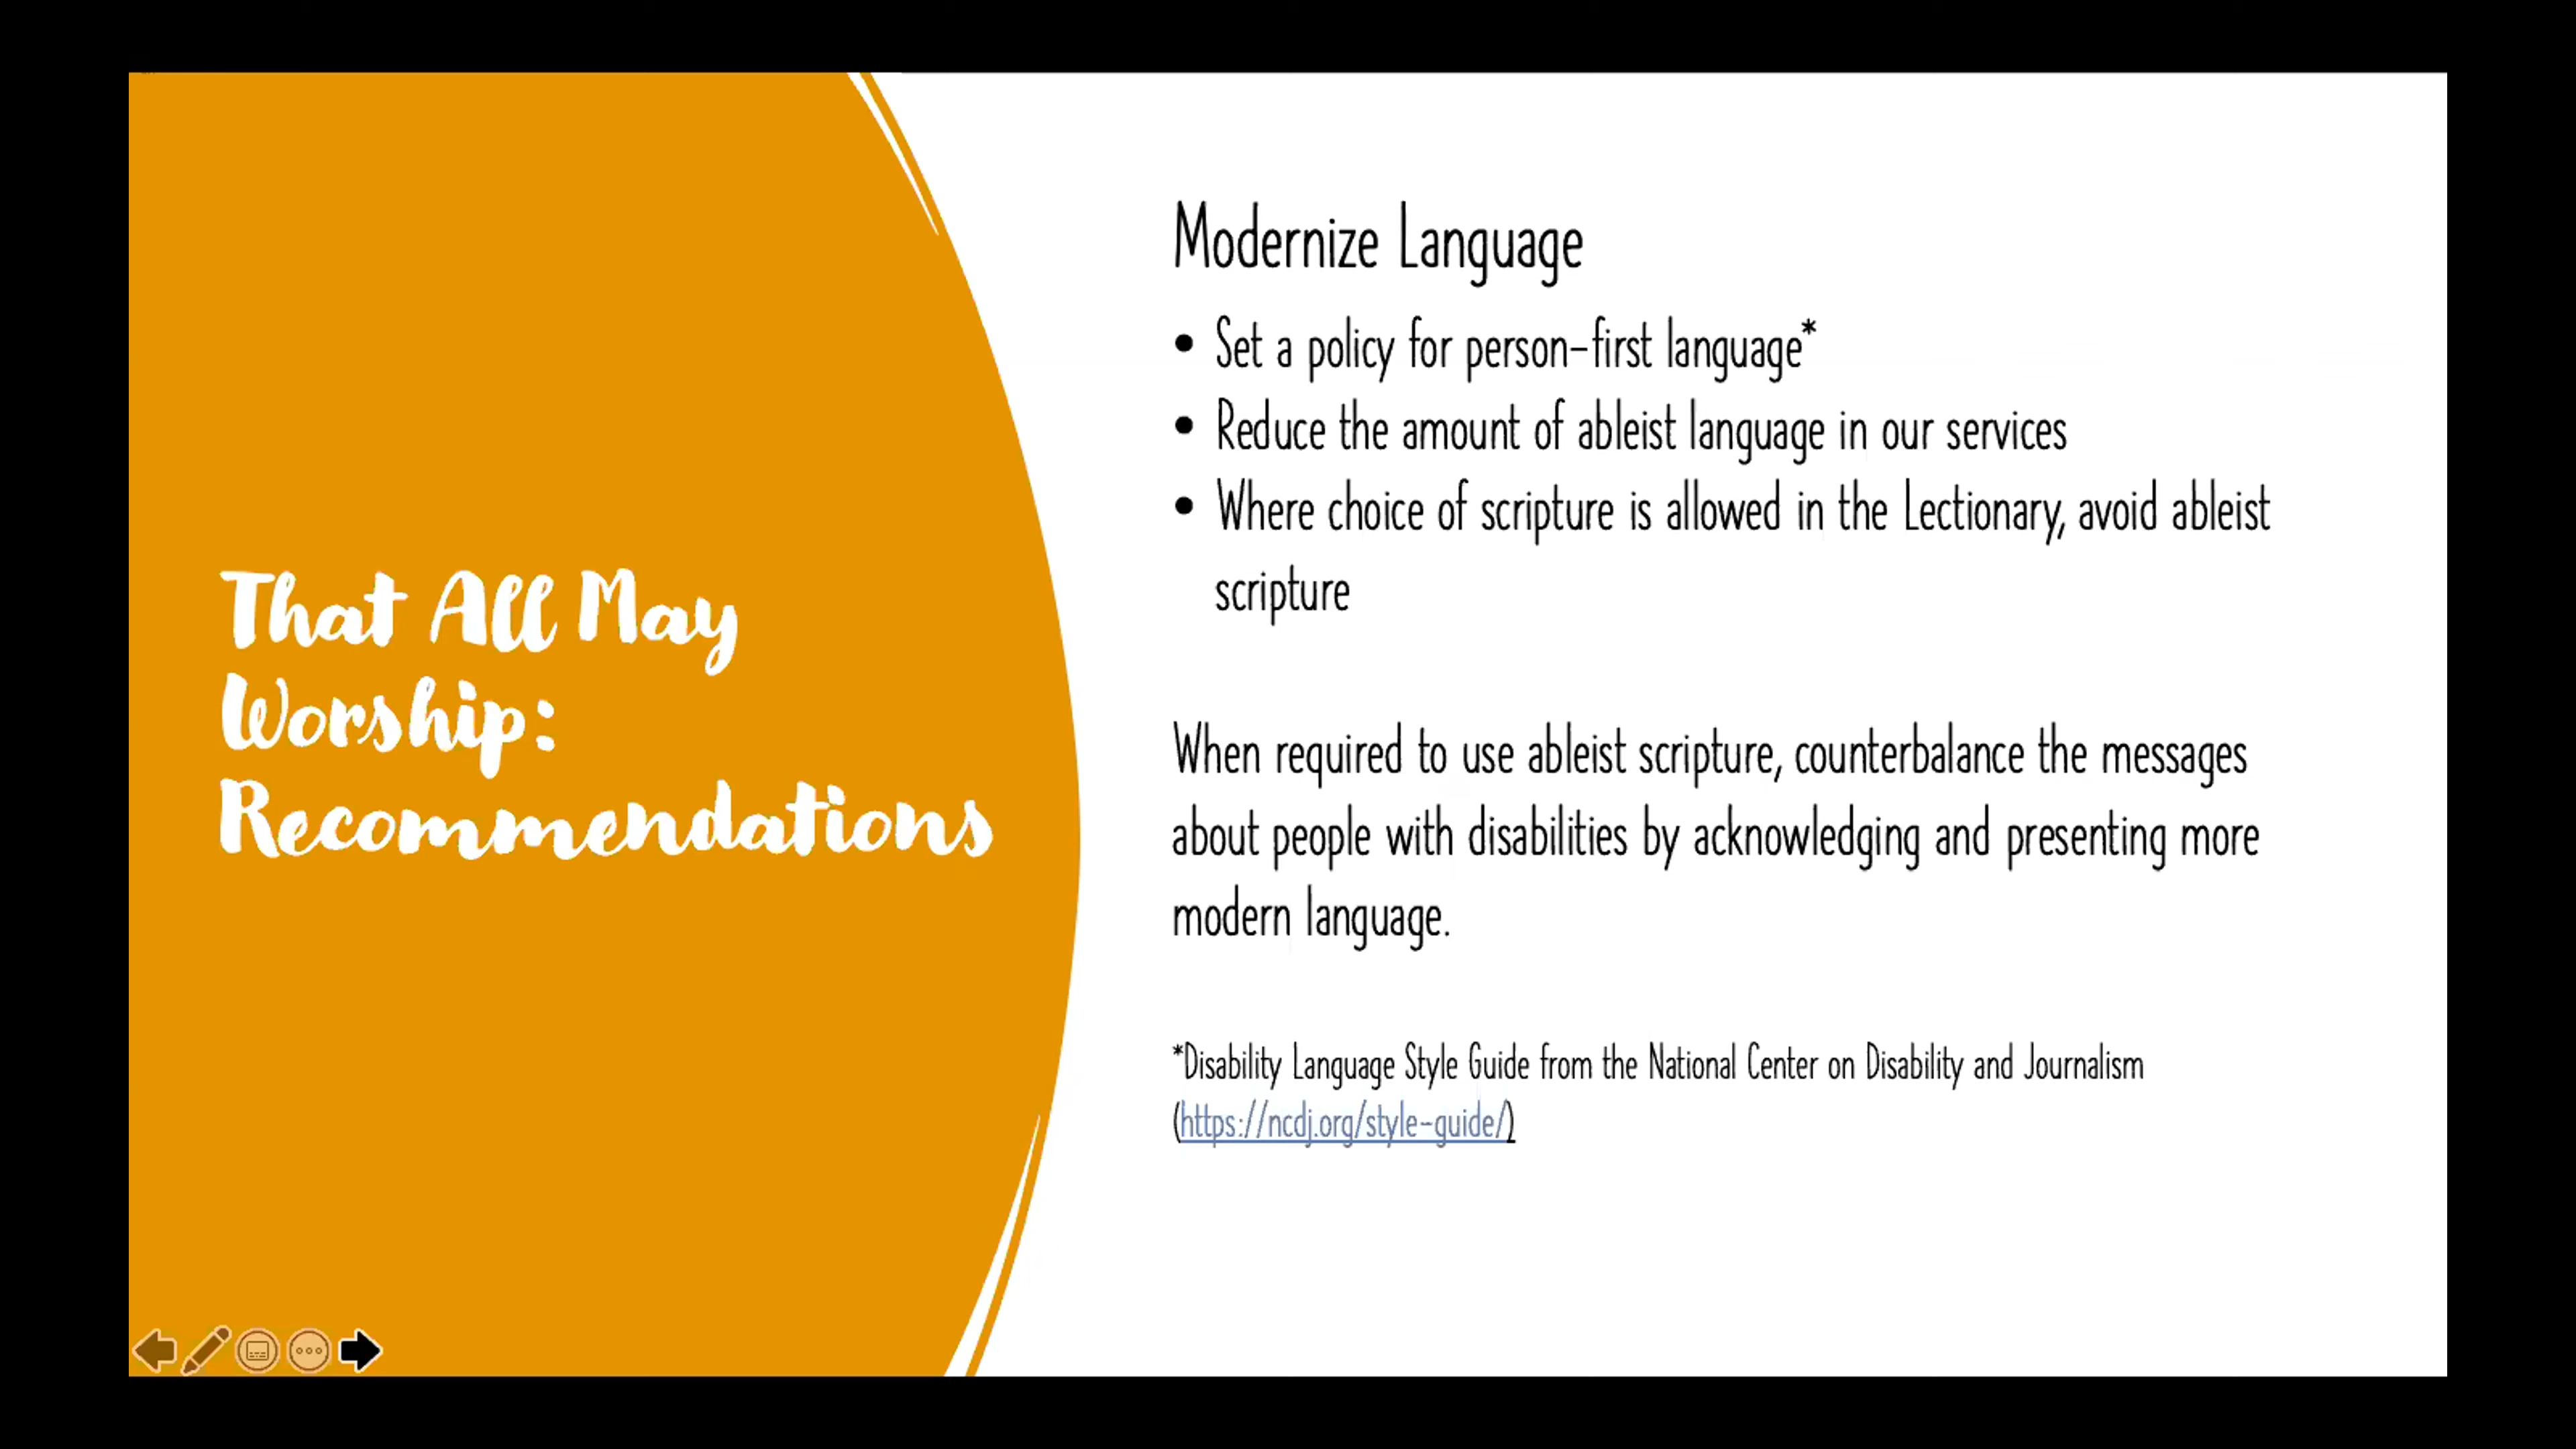 That All May
Worship:
Recommendations
Modernize Language
• Set a policy for person-first language*
• Reduce the amount of ableist language in our services
• Where choice of scripture is allowed in the Lectionary, avoid ableist
scripture
When required to use ableist scripture, counterbalance the messages
about people with disabilities by acknowledging and presenting more
modern language.
*Disability Language Style Guide from the National Center on Disability and Journalism
(https://ncdj.org/style-guide/)